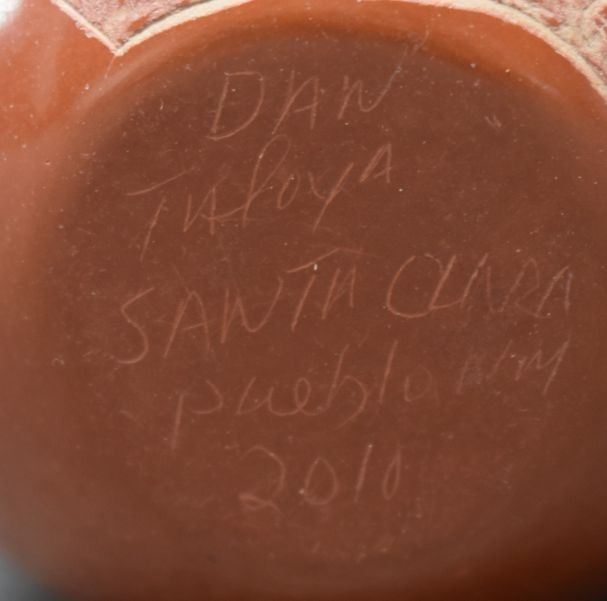 DAN
TAfoyA
SANTA CLARA
pueblo NM
2010